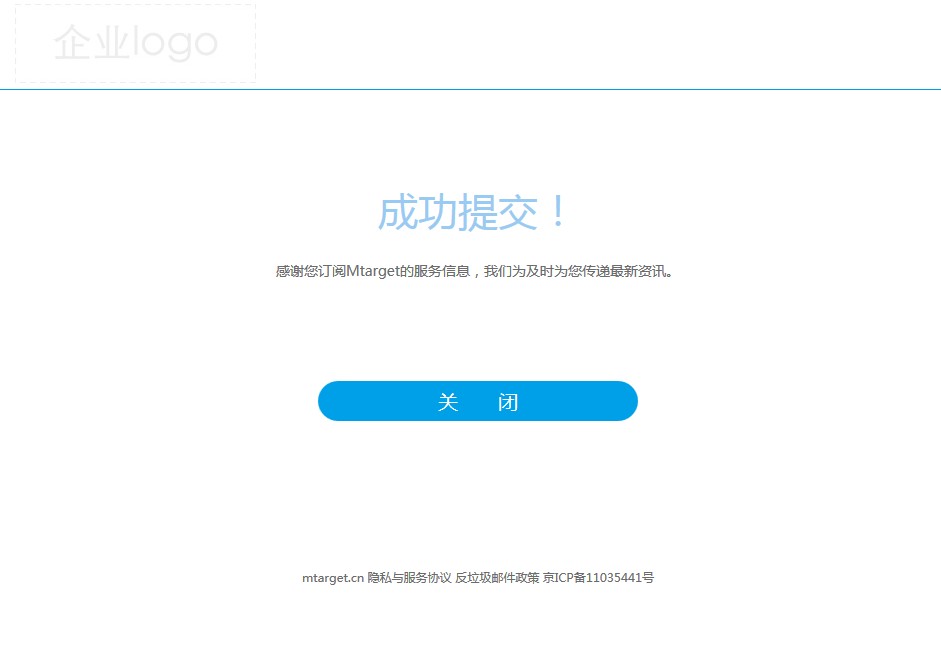 企业logo
成功提交！
感谢您订阅Mtarget的服务信息，我们为及时为您传递最新资讯。
关 闭
mtarget.cn 隐私与服务协议 反垃圾邮件政策 京ICP备11035441号